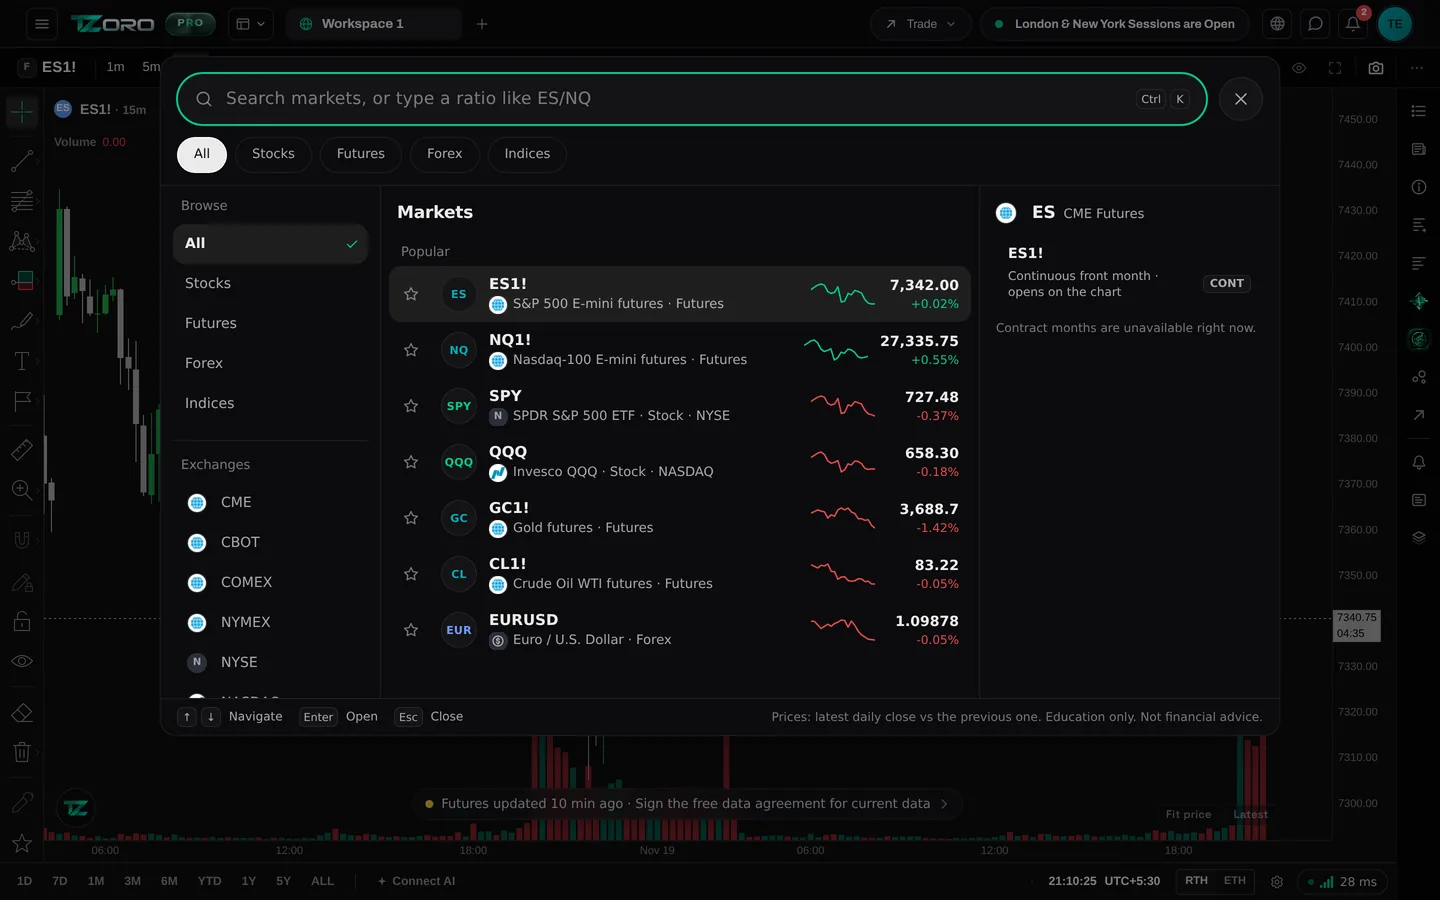 TZORO PRO
Workspace 1
Trade
London & New York Sessions are Open
2
TE
F ES1! 1m 5m
ES ES1! · 15m
Volume 0.00
Search markets, or type a ratio like ES/NQ
Ctrl K
All
Stocks
Futures
Forex
Indices
Browse
All
Stocks
Futures
Forex
Indices
Exchanges
CME
CBOT
COMEX
NYMEX
N NYSE
NASDAQ
Markets
Popular
ES ES1! 7,342.00
S&P 500 E-mini futures · Futures +0.02%
NQ NQ1! 27,335.75
Nasdaq-100 E-mini futures · Futures +0.55%
SPY SPY 727.48
N SPDR S&P 500 ETF · Stock · NYSE -0.37%
QQQ QQQ 658.30
Invesco QQQ · Stock · NASDAQ -0.18%
GC GC1! 3,688.7
Gold futures · Futures -1.42%
CL CL1! 83.22
Crude Oil WTI futures · Futures -0.05%
EUR EURUSD 1.09878
Euro / U.S. Dollar · Forex -0.05%
ES CME Futures
ES1!
Continuous front month ·
opens on the chart
CONT
Contract months are unavailable right now.
↑ ↓ Navigate Enter Open Esc Close
Prices: latest daily close vs the previous one. Education only. Not financial advice.
7450.00
7440.00
7430.00
7420.00
7410.00
7400.00
7390.00
7380.00
7370.00
7360.00
7350.00
7340.75
04:35
7330.00
7320.00
7310.00
7300.00
Futures updated 10 min ago · Sign the free data agreement for current data
Fit price Latest
06:00 12:00 18:00 Nov 19 06:00 12:00 18:00
1D 7D 1M 3M 6M YTD 1Y 5Y ALL
Connect AI
21:10:25 UTC+5:30
RTH ETH
28 ms